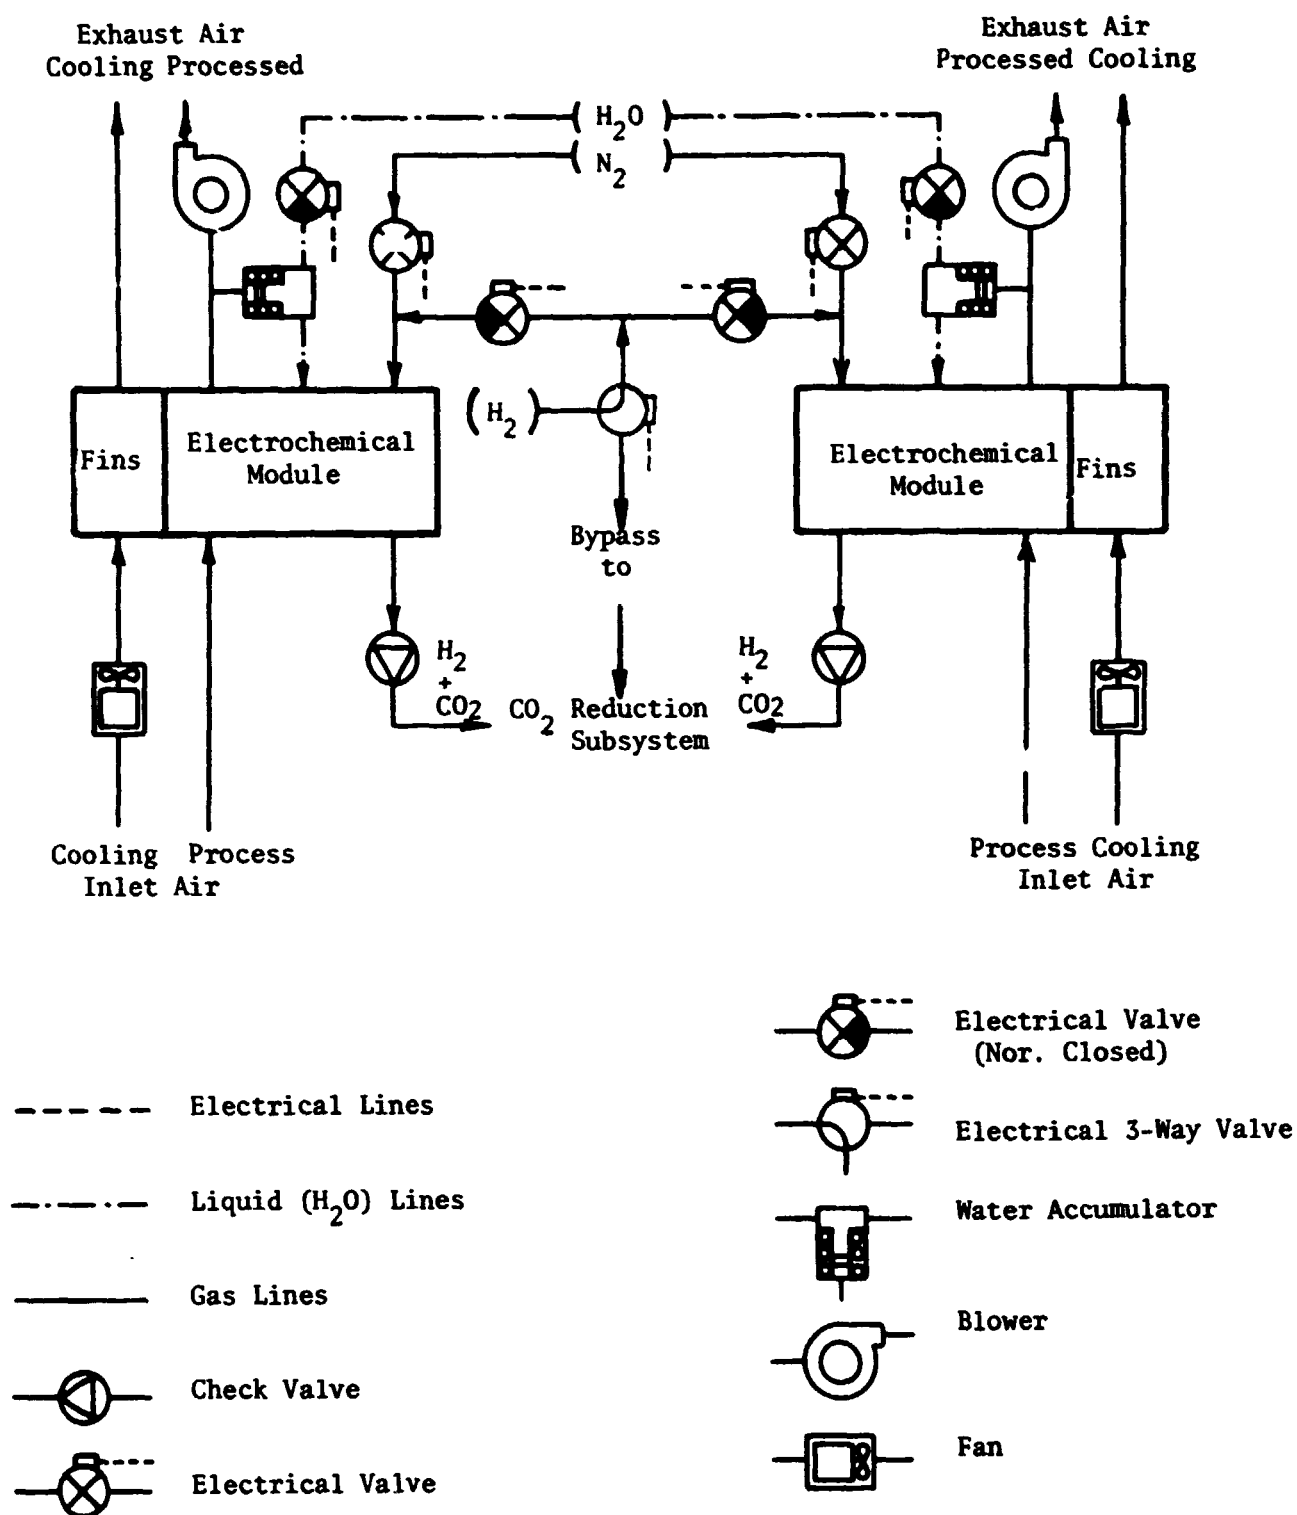 Exhaust Air
Cooling Processed
Exhaust Air
Processed Cooling
( H2O )
( N2 )
(H2)
Fins
Electrochemical
Module
Electrochemical
Module
Fins
Bypass
to
H2
+
CO2
H2
+
CO2
CO2 Reduction
Subsystem
Cooling Process
Inlet Air
Process Cooling
Inlet Air
Electrical Lines
Liquid (H2O) Lines
Gas Lines
Check Valve
Electrical Valve
Electrical Valve
(Nor. Closed)
Electrical 3-Way Valve
Water Accumulator
Blower
Fan